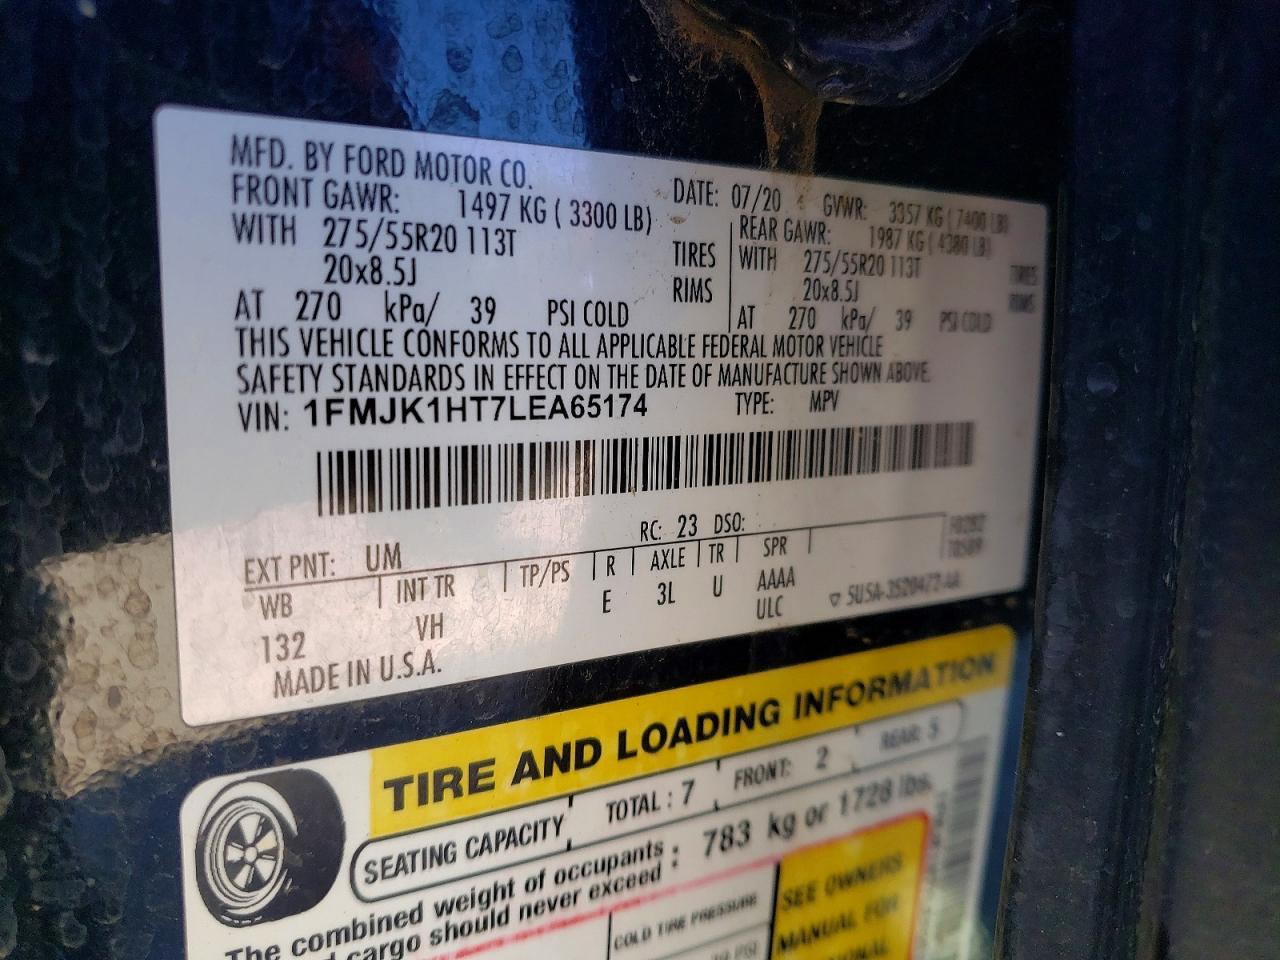 MFD. BY FORD MOTOR CO.
DATE: 07/20 GVWR: 3357 KG ( 7400 LB)
FRONT GAWR: 1497 KG ( 3300 LB)
WITH 275/55R20 113T TIRES
20x8.5J RIMS
AT 270 kPa/ 39 PSI COLD
REAR GAWR: 1987 KG ( 4380 LB)
WITH 275/55R20 113T TIRES
20x8.5J RIMS
AT 270 kPa/ 39 PSI COLD
THIS VEHICLE CONFORMS TO ALL APPLICABLE FEDERAL MOTOR VEHICLE
SAFETY STANDARDS IN EFFECT ON THE DATE OF MANUFACTURE SHOWN ABOVE.
VIN: 1FMJK1HT7LEA65174 TYPE: MPV
RC: 23 DSO:
EXT PNT: UM
WB INT TR TP/PS R AXLE TR SPR
132 VH E 3L U AAAA
ULC
MADE IN U.S.A.
TIRE AND LOADING INFORMATION
SEATING CAPACITY TOTAL : 7 FRONT: 2 REAR: 5
The combined weight of occupants
cargo should never exceed : 783 kg or 1728 lbs.
COLD TIRE PRESSURE
SEE OWNERS
MANUAL FOR